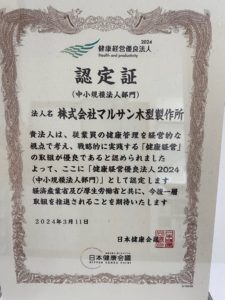 2024
健康経営優良法人
Health and productivity
認定証
(中小規模法人部門)
法人名 株式会社マルサン木型製作所
貴法人は、従業員の健康管理を経営的な
視点で考え、戦略的に実践する「健康経営」
の取組が優良であると認められました
よって、ここに「健康経営優良法人2024
(中小規模法人部門)」として認定します
経済産業省及び厚生労働省と共に、今後一層
取組を推進されることを期待いたします
2024年3月11日
日本健康会議
日本健康会議
NIPPON KENKO KAIGI